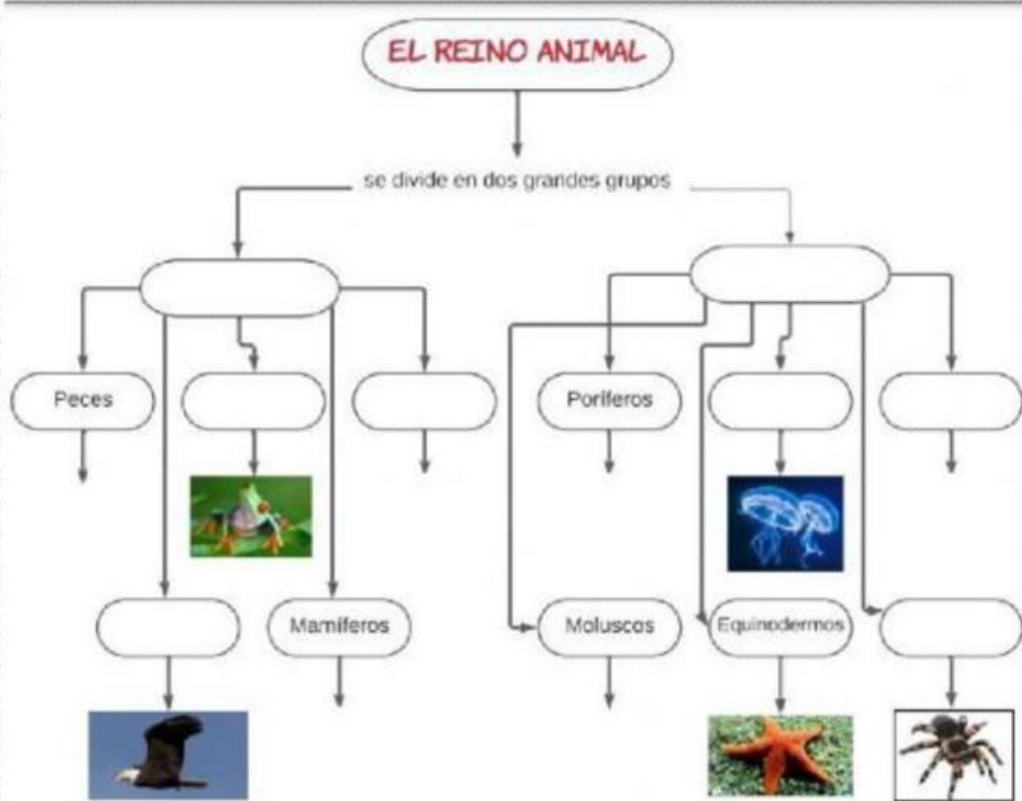 EL REINO ANIMAL
se divide en dos grandes grupos
Peces
Poríferos
Mamíferos
Moluscos
Equinodermos